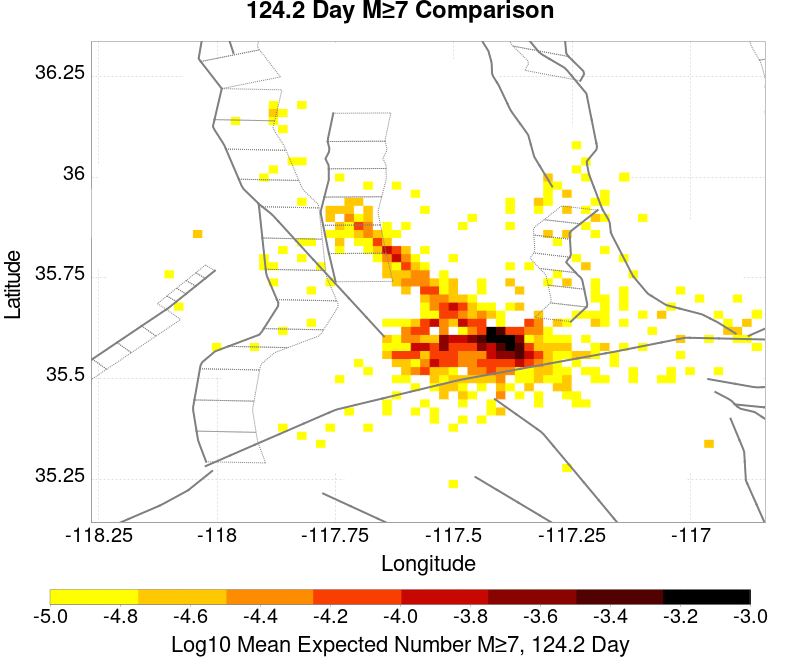 124.2 Day M≥7 Comparison
36.25
36
35.75
35.5
35.25
Latitude
-118.25 -118 -117.75 -117.5 -117.25 -117
Longitude
-5.0 -4.8 -4.6 -4.4 -4.2 -4.0 -3.8 -3.6 -3.4 -3.2 -3.0
Log10 Mean Expected Number M≥7, 124.2 Day